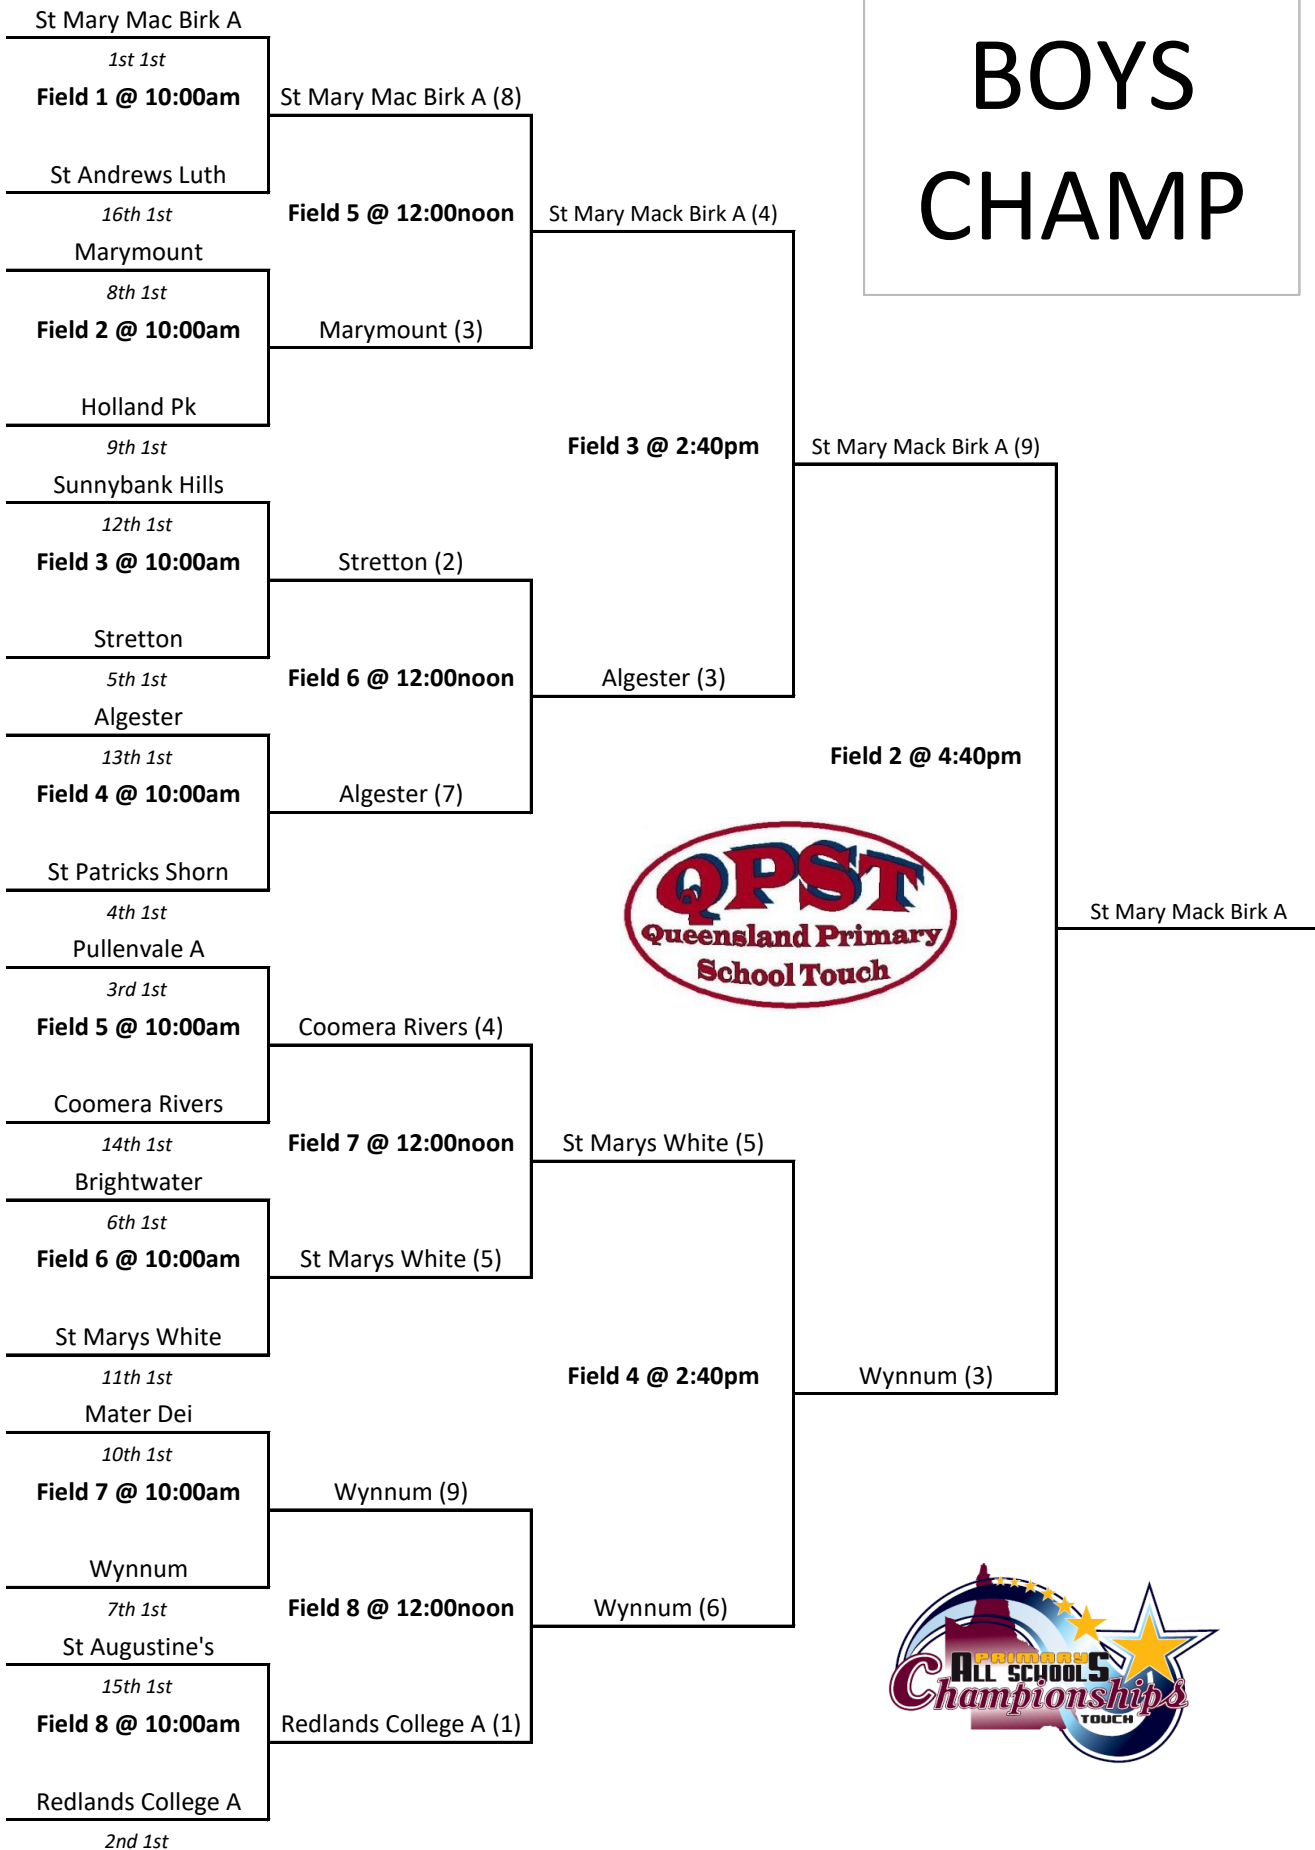 BOYS
CHAMP
St Mary Mac Birk A
1st 1st
Field 1 @ 10:00am
St Mary Mac Birk A (8)
St Andrews Luth
16th 1st
Field 5 @ 12:00noon
St Mary Mack Birk A (4)
Marymount
8th 1st
Field 2 @ 10:00am
Marymount (3)
Holland Pk
9th 1st
Field 3 @ 2:40pm
St Mary Mack Birk A (9)
Sunnybank Hills
12th 1st
Field 3 @ 10:00am
Stretton (2)
Stretton
5th 1st
Field 6 @ 12:00noon
Algester (3)
Algester
13th 1st
Field 2 @ 4:40pm
Field 4 @ 10:00am
Algester (7)
St Patricks Shorn
4th 1st
QPST
Queensland Primary
School Touch
St Mary Mack Birk A
Pullenvale A
3rd 1st
Field 5 @ 10:00am
Coomera Rivers (4)
Coomera Rivers
14th 1st
Field 7 @ 12:00noon
St Marys White (5)
Brightwater
6th 1st
Field 6 @ 10:00am
St Marys White (5)
St Marys White
11th 1st
Field 4 @ 2:40pm
Wynnum (3)
Mater Dei
10th 1st
Field 7 @ 10:00am
Wynnum (9)
Wynnum
7th 1st
Field 8 @ 12:00noon
Wynnum (6)
St Augustine's
15th 1st
Field 8 @ 10:00am
Redlands College A (1)
Redlands College A
2nd 1st
PRIMARY
ALL SCHOOLS
Championships
TOUCH